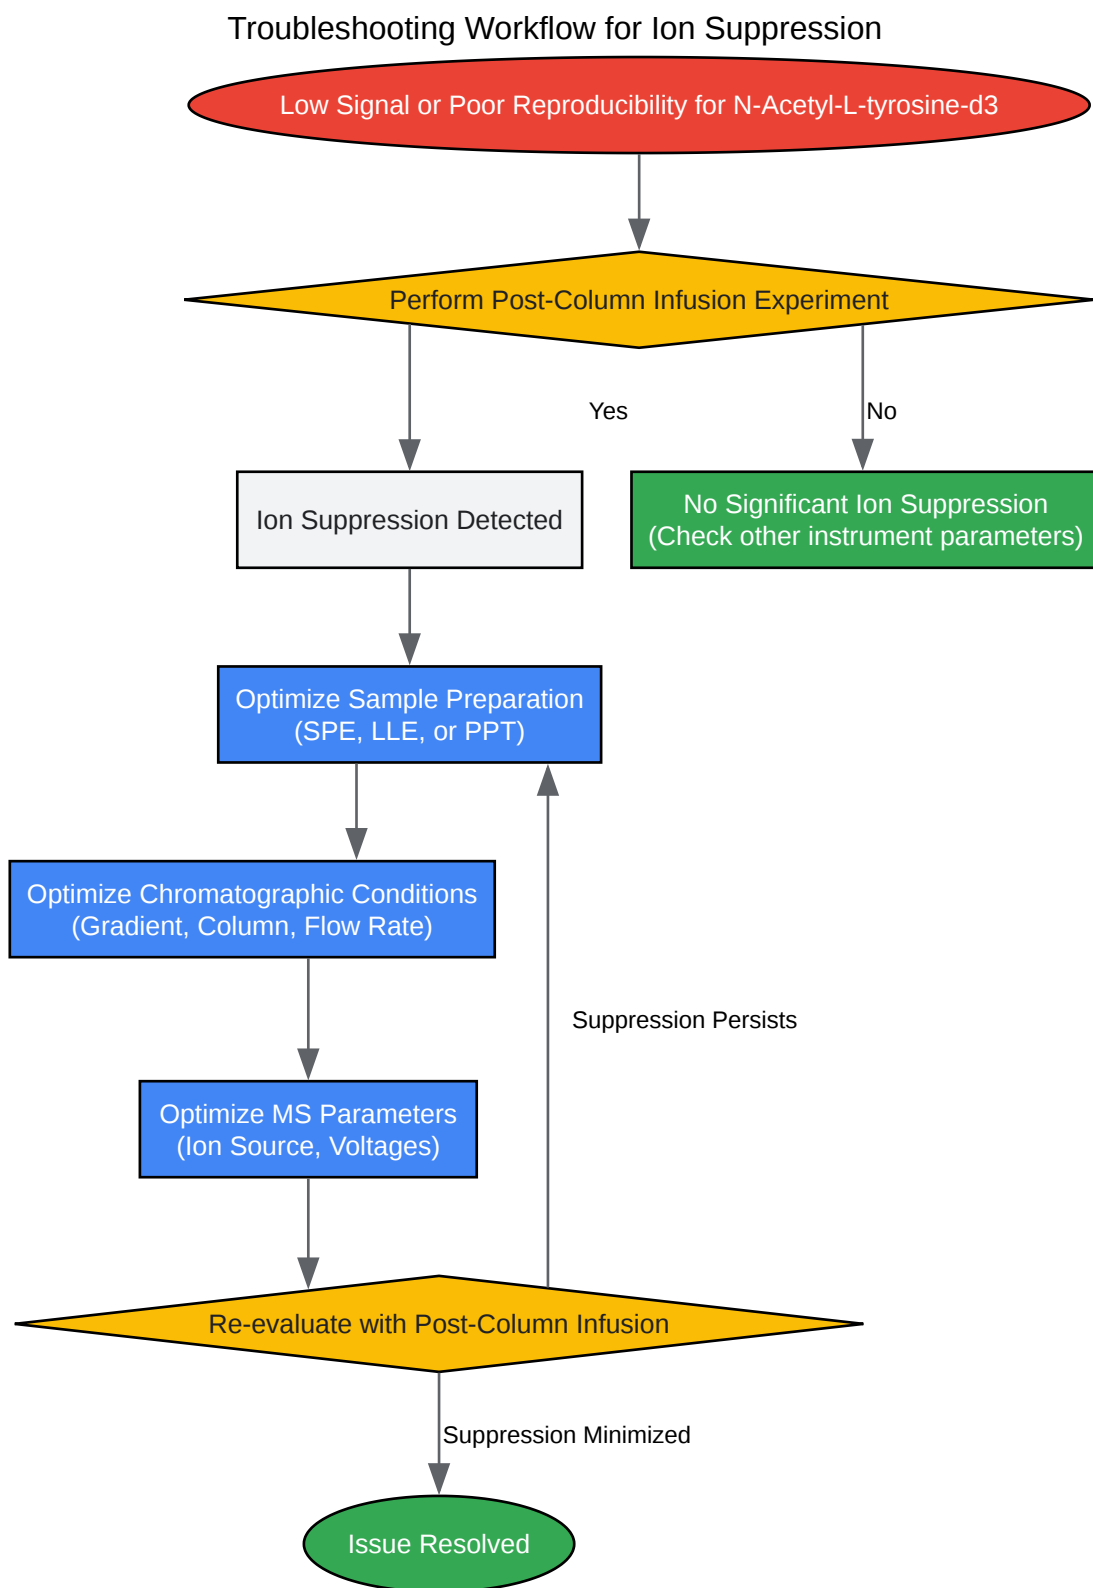 Troubleshooting Workflow for Ion Suppression
Low Signal or Poor Reproducibility for N-Acetyl-L-tyrosine-d3
Perform Post-Column Infusion Experiment
Yes
No
Ion Suppression Detected
No Significant Ion Suppression
(Check other instrument parameters)
Optimize Sample Preparation
(SPE, LLE, or PPT)
Optimize Chromatographic Conditions
(Gradient, Column, Flow Rate)
Suppression Persists
Optimize MS Parameters
(Ion Source, Voltages)
Re-evaluate with Post-Column Infusion
Suppression Minimized
Issue Resolved